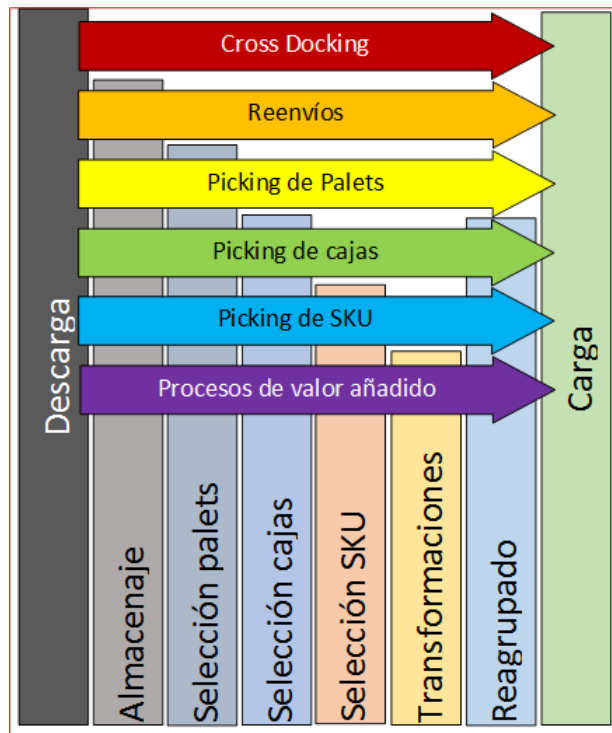 Cross Docking
Reenvíos
Picking de Palets
Picking de cajas
Picking de SKU
Procesos de valor añadido
Descarga
Almacenaje
Selección palets
Selección cajas
Selección SKU
Transformaciones
Reagrupado
Carga